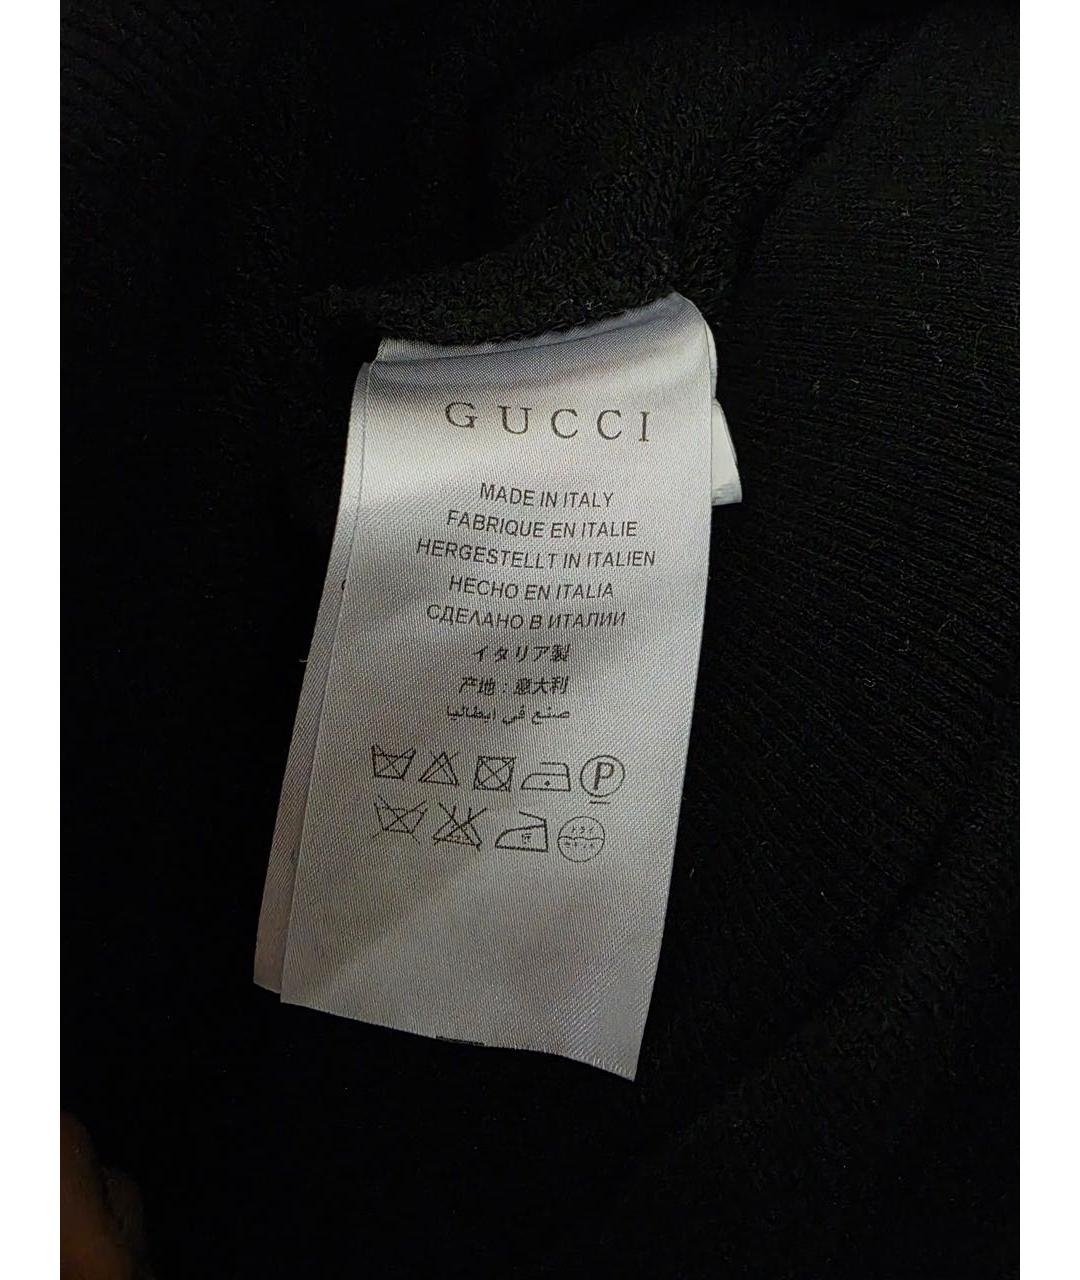 GUCCI
MADE IN ITALY
FABRIQUE EN ITALIE
HERGESTELLT IN ITALIEN
HECHO EN ITALIA
СДЕЛАНО В ИТАЛИИ
イタリア製
产地：意大利
صنع في ايطاليا
P